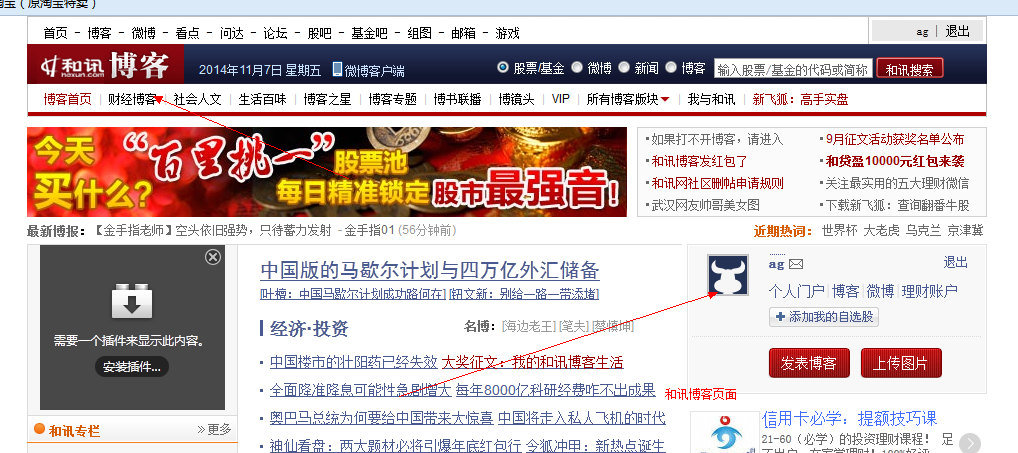 淘宝（原淘宝特卖）
首页 - 博客 - 微博 - 看点 - 问达 - 论坛 - 股吧 - 基金吧 - 组图 - 邮箱 - 游戏
ag | 退出
和讯 博客
hexun.com
2014年11月7日 星期五 微博客户端
股票/基金 微博 新闻 博客 输入股票/基金的代码或简称 和讯搜索
博客首页 | 财经博客 | 社会人文 | 生活百味 | 博客之星 | 博客专题 | 博书联播 | 博镜头 | VIP | 所有博客版块 | 我与和讯 | 新飞狐：高手实盘
今天买什么？
“百里挑一”股票池
每日精准锁定 股市最强音！
·如果打不开博客，请进入
·9月征文活动获奖名单公布
·和讯博客发红包了
·和贷盈10000元红包来袭
·和讯网社区删帖申请规则
·关注最实用的五大理财微信
·武汉网友帅哥美女图
·下载新飞狐：查询翻番牛股
最新博报：【金手指老师】空头依旧强势，只待蓄力发射 - 金手指01 (56分钟前)
近期热词： 世界杯 大老虎 乌克兰 京津冀
需要一个插件来显示此内容。
安装插件...
和讯专栏 »更多
中国版的马歇尔计划与四万亿外汇储备
[叶檀：中国马歇尔计划成功路何在] [钮文新：别给一路一带添堵]
经济·投资 名博：[海边老王] [笔夫] [蔡慎坤]
· 中国楼市的壮阳药已经失效 大奖征文：我的和讯博客生活
· 全面降准降息可能性急剧增大 每年8000亿科研经费咋不出成果
· 奥巴马总统为何要给中国带来大惊喜 中国将走入私人飞机的时代
· 神仙看盘：两大题材必将引爆年底红包行 令狐冲甲：新热点诞生
ag 退出
个人门户 | 博客 | 微博 | 理财账户
+ 添加我的自选股
发表博客 上传图片
和讯博客页面
信用卡必学：提额技巧课
21-60（必学）的投资理财课程！ 足